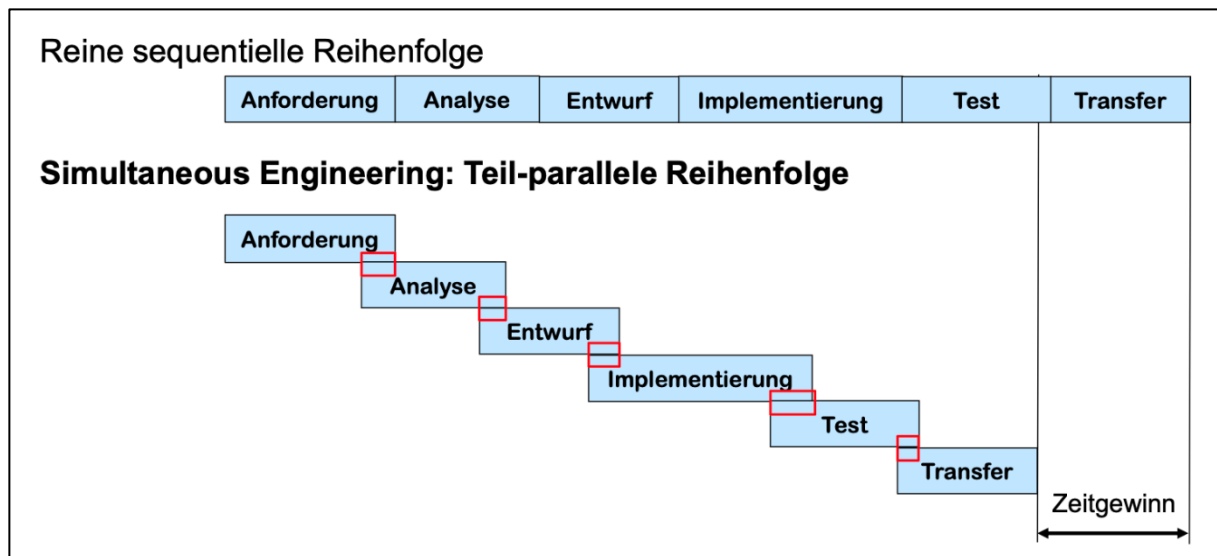 Reine sequentielle Reihenfolge
Anforderung Analyse Entwurf Implementierung Test Transfer
Simultaneous Engineering: Teil-parallele Reihenfolge
Anforderung
Analyse
Entwurf
Implementierung
Test
Transfer
Zeitgewinn